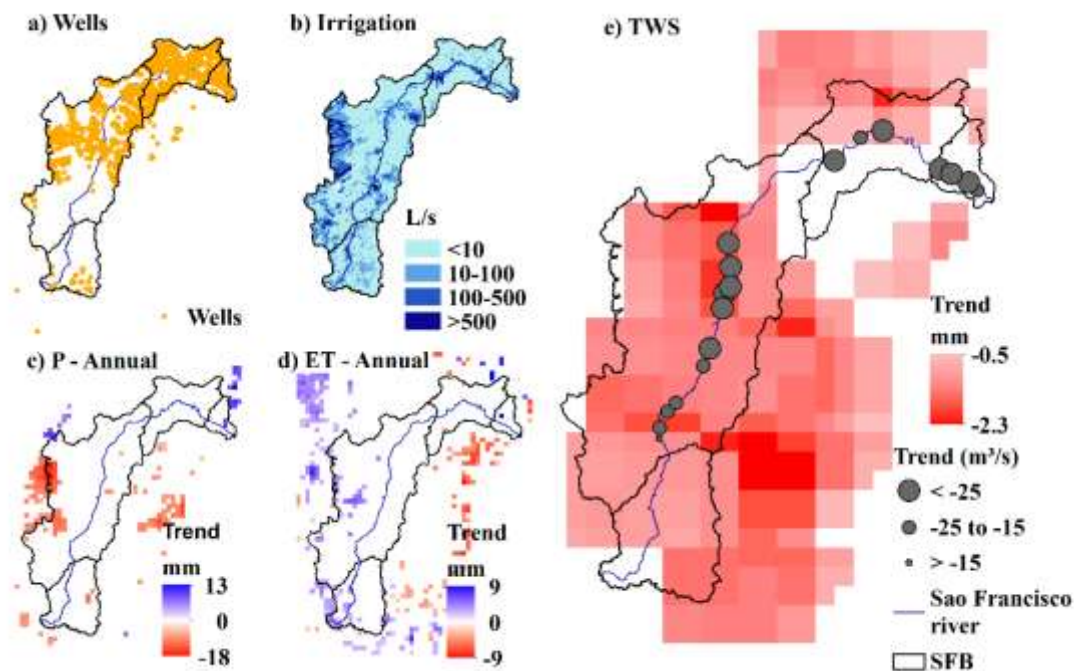 a) Wells
b) Irrigation
e) TWS
L/s
<10
10-100
100-500
>500
Wells
c) P - Annual
d) ET - Annual
Trend
mm
13
0
-18
Trend
mm
9
0
-9
Trend
mm
-0.5
-2.3
Trend (m³/s)
< -25
-25 to -15
> -15
Sao Francisco
river
SFB